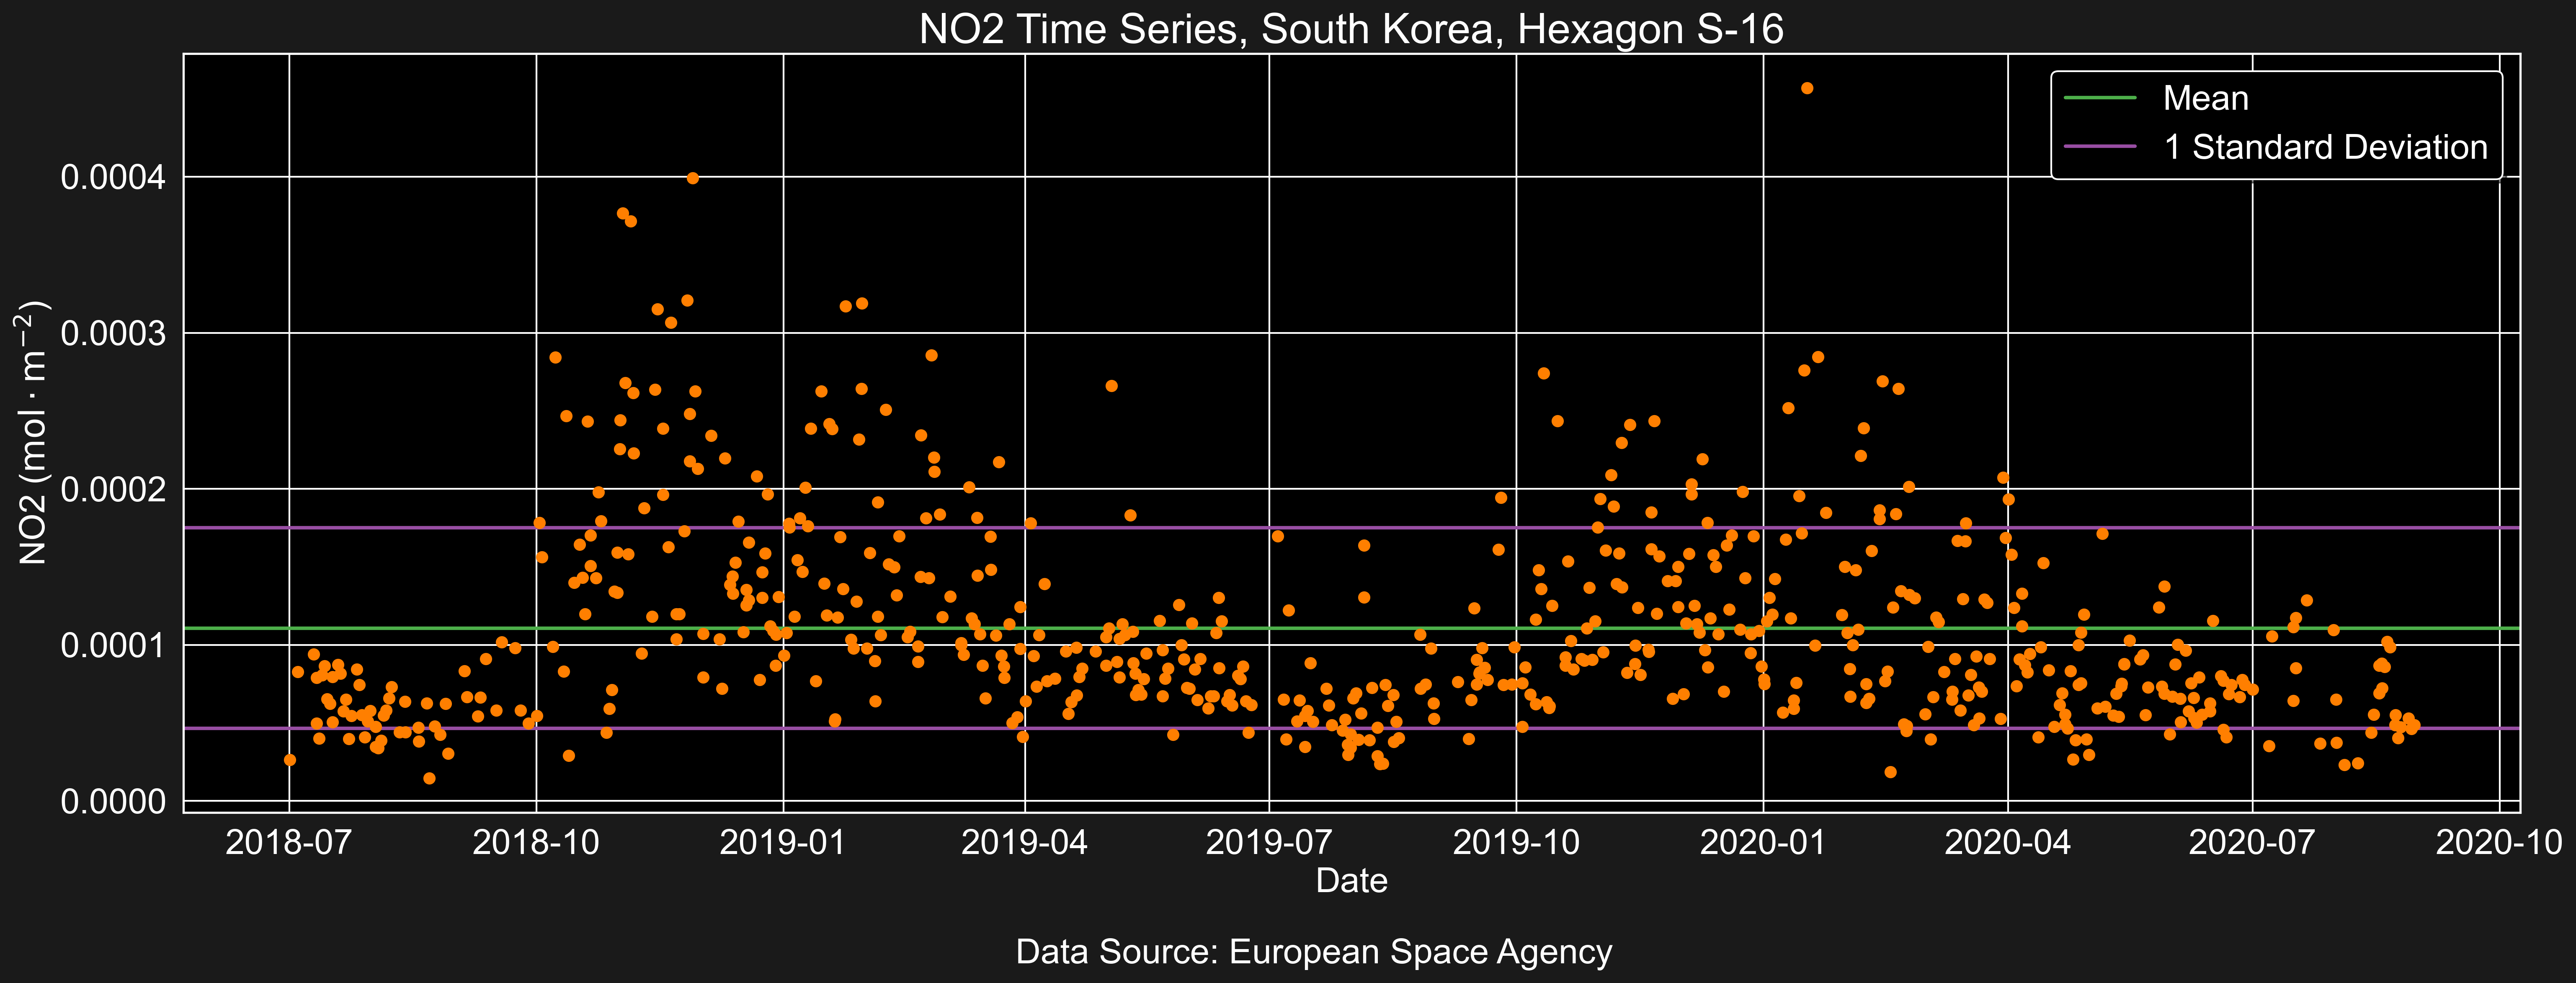 NO2 Time Series, South Korea, Hexagon S-16
Mean
1 Standard Deviation
NO2 (mol · m⁻²)
0.0004
0.0003
0.0002
0.0001
0.0000
2018-07 2018-10 2019-01 2019-04 2019-07 2019-10 2020-01 2020-04 2020-07 2020-10
Date
Data Source: European Space Agency